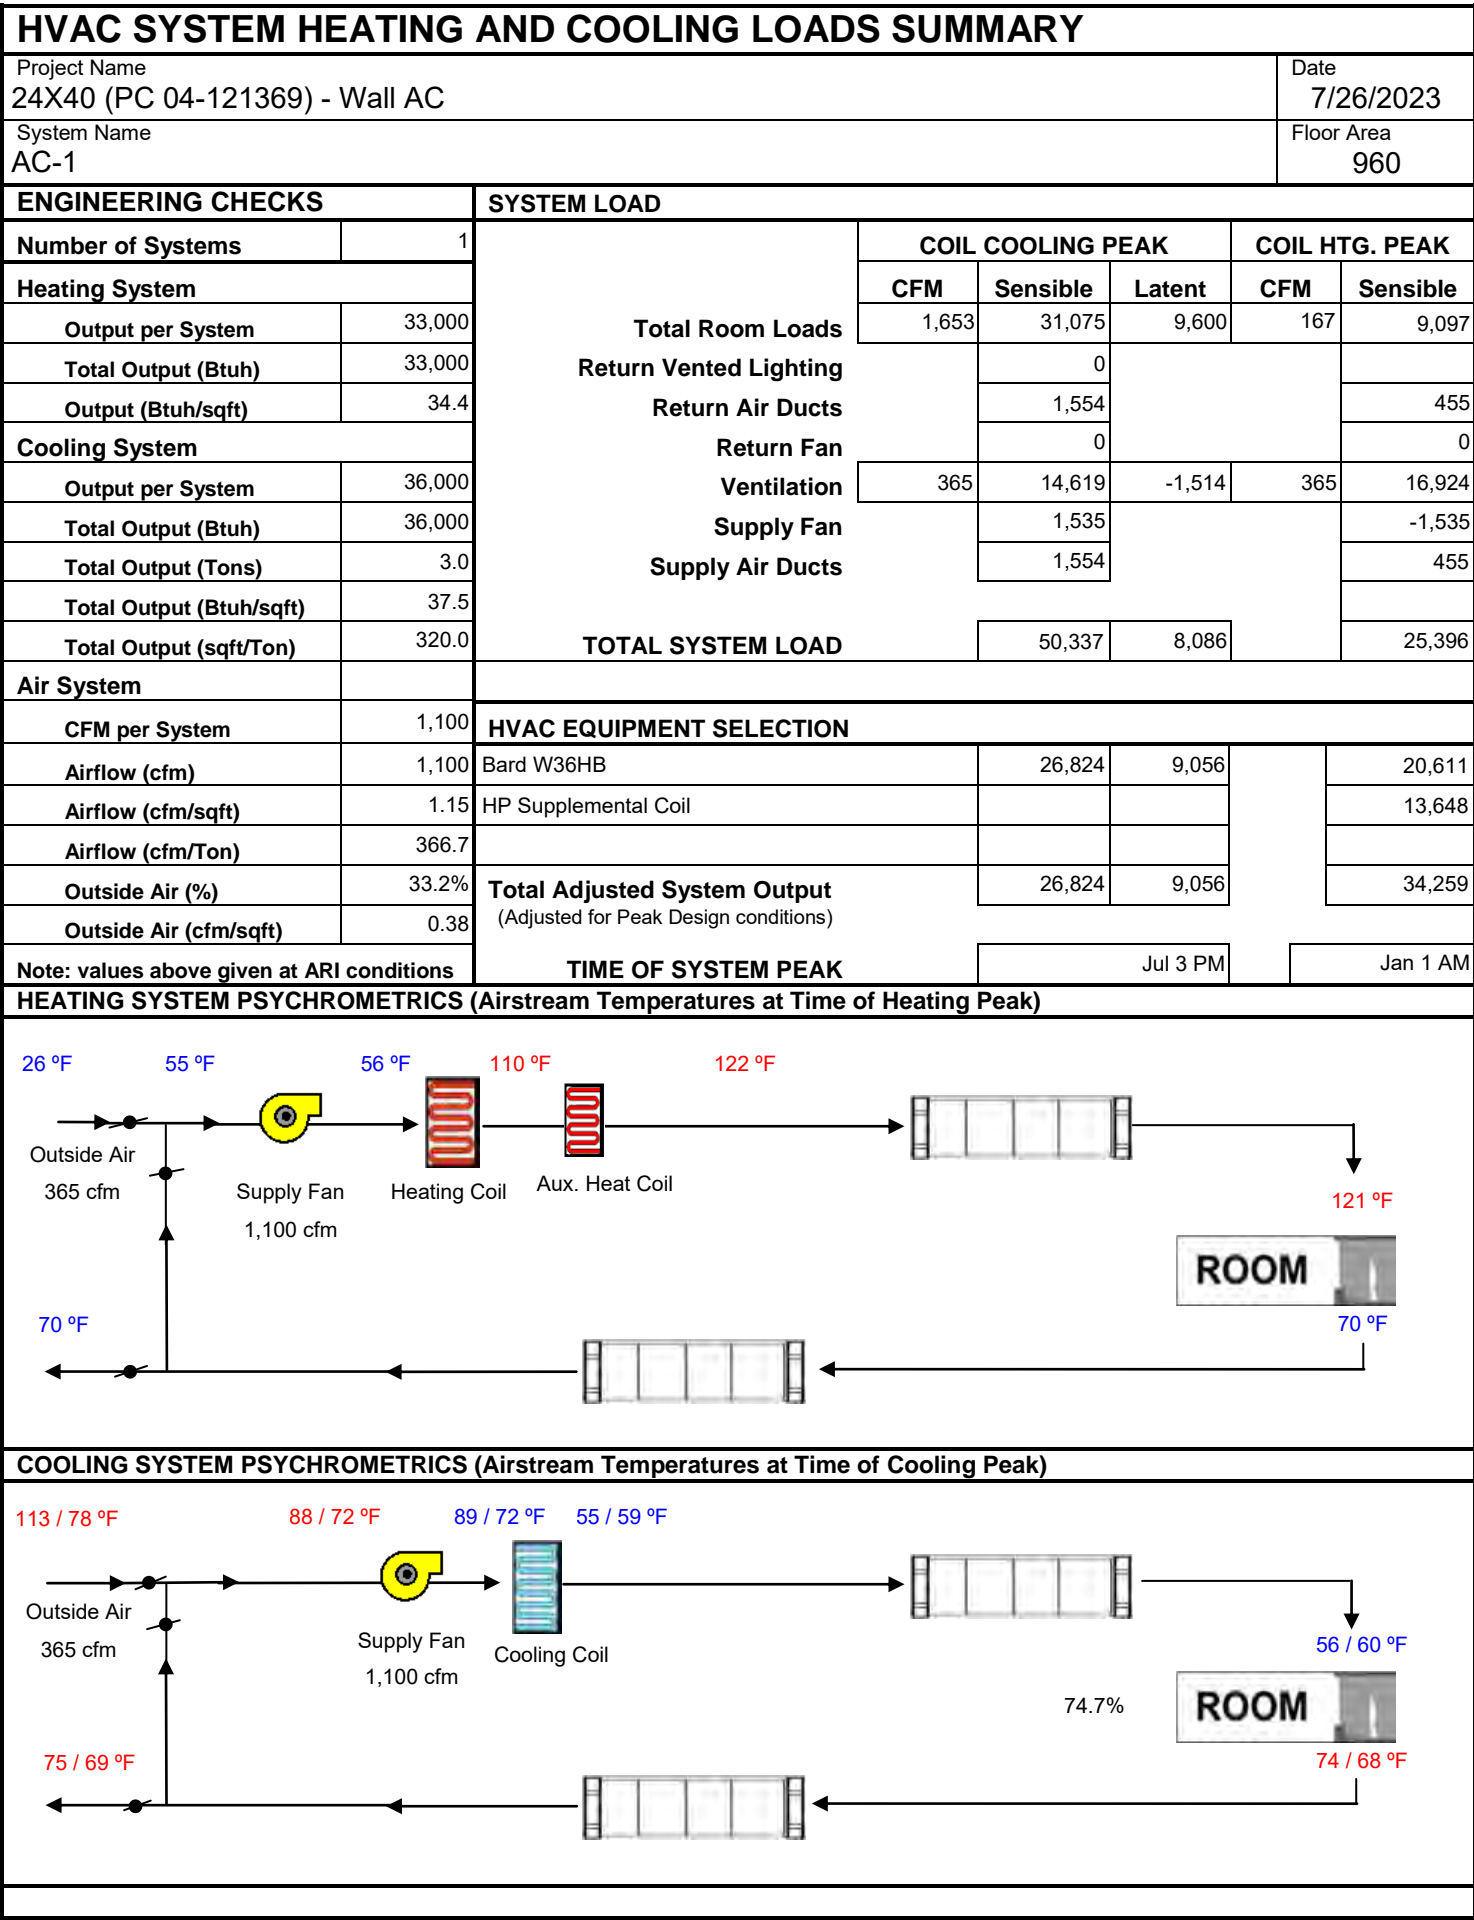 HVAC SYSTEM HEATING AND COOLING LOADS SUMMARY
Project Name
Date
24X40 (PC 04-121369) - Wall AC
7/26/2023
System Name
Floor Area
AC-1
960
ENGINEERING CHECKS
SYSTEM LOAD
Number of Systems 1
COIL COOLING PEAK COIL HTG. PEAK
Heating System
CFM Sensible Latent CFM Sensible
Output per System 33,000
Total Room Loads 1,653 31,075 9,600 167 9,097
Total Output (Btuh) 33,000
Return Vented Lighting 0
Output (Btuh/sqft) 34.4
Return Air Ducts 1,554 455
Cooling System
Return Fan 0 0
Output per System 36,000
Ventilation 365 14,619 -1,514 365 16,924
Total Output (Btuh) 36,000
Supply Fan 1,535 -1,535
Total Output (Tons) 3.0
Supply Air Ducts 1,554 455
Total Output (Btuh/sqft) 37.5
Total Output (sqft/Ton) 320.0
TOTAL SYSTEM LOAD 50,337 8,086 25,396
Air System
CFM per System 1,100
HVAC EQUIPMENT SELECTION
Airflow (cfm) 1,100
Bard W36HB 26,824 9,056 20,611
Airflow (cfm/sqft) 1.15
HP Supplemental Coil 13,648
Airflow (cfm/Ton) 366.7
Outside Air (%) 33.2%
Total Adjusted System Output 26,824 9,056 34,259
(Adjusted for Peak Design conditions)
Outside Air (cfm/sqft) 0.38
Note: values above given at ARI conditions
TIME OF SYSTEM PEAK Jul 3 PM Jan 1 AM
HEATING SYSTEM PSYCHROMETRICS (Airstream Temperatures at Time of Heating Peak)
26 ºF 55 ºF 56 ºF 110 ºF 122 ºF
Outside Air
365 cfm
Supply Fan
1,100 cfm
Heating Coil
Aux. Heat Coil
121 ºF
ROOM
70 ºF 70 ºF
COOLING SYSTEM PSYCHROMETRICS (Airstream Temperatures at Time of Cooling Peak)
113 / 78 ºF 88 / 72 ºF 89 / 72 ºF 55 / 59 ºF
Outside Air
365 cfm
Supply Fan
1,100 cfm
Cooling Coil
56 / 60 ºF
74.7%
ROOM
75 / 69 ºF 74 / 68 ºF